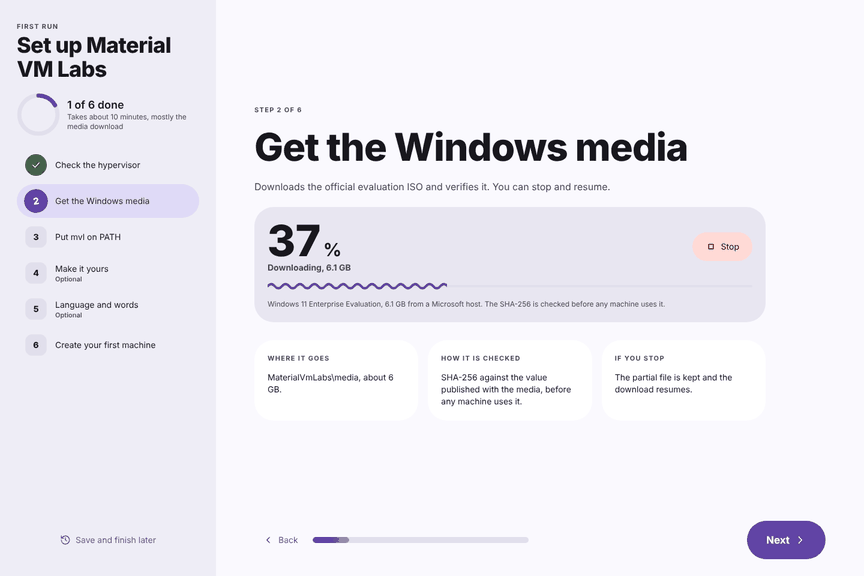 FIRST RUN
Set up Material
VM Labs
1 of 6 done
Takes about 10 minutes, mostly the
media download
Check the hypervisor
2 Get the Windows media
3 Put mvl on PATH
4 Make it yours
Optional
5 Language and words
Optional
6 Create your first machine
Save and finish later
STEP 2 OF 6
Get the Windows media
Downloads the official evaluation ISO and verifies it. You can stop and resume.
37 %
Stop
Downloading, 6.1 GB
Windows 11 Enterprise Evaluation, 6.1 GB from a Microsoft host. The SHA-256 is checked before any machine uses it.
WHERE IT GOES
MaterialVmLabs\media, about 6
GB.
HOW IT IS CHECKED
SHA-256 against the value
published with the media, before
any machine uses it.
IF YOU STOP
The partial file is kept and the
download resumes.
Back
Next